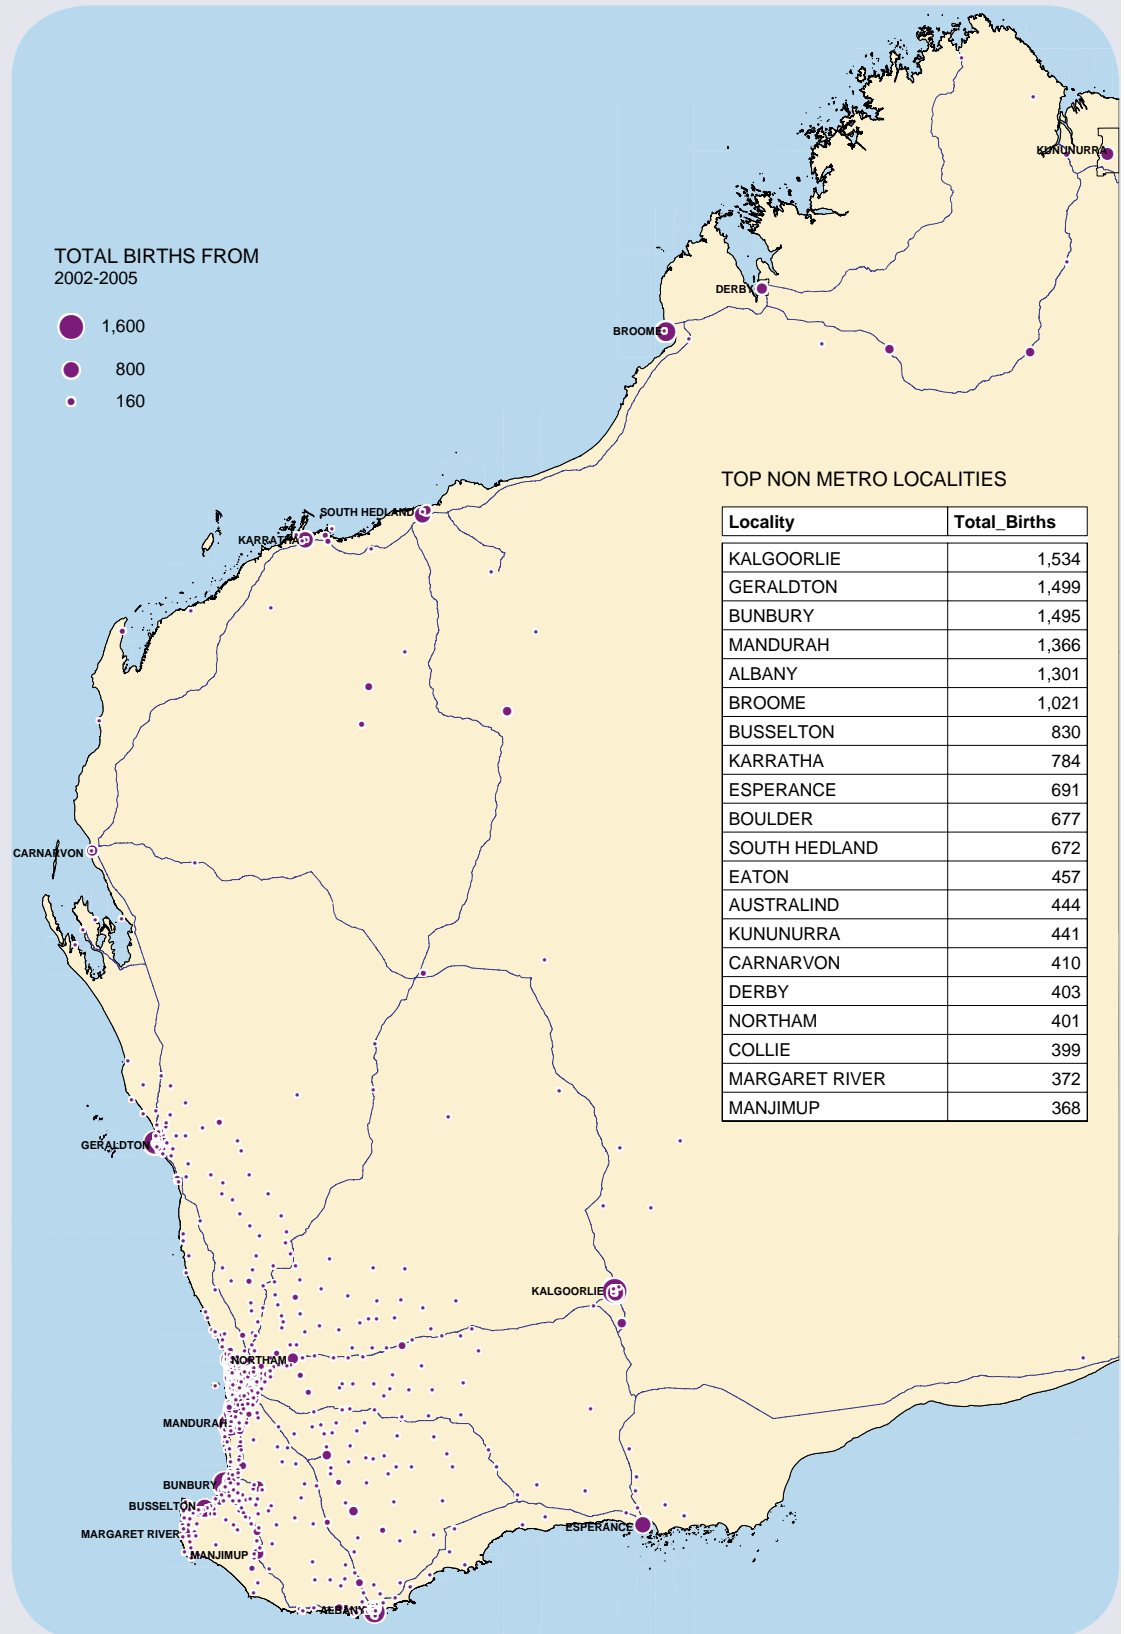 KUNUNURRA
TOTAL BIRTHS FROM
2002-2005
1,600
800
160
DERBY
BROOME
TOP NON METRO LOCALITIES
Locality Total_Births
KALGOORLIE 1,534
GERALDTON 1,499
BUNBURY 1,495
MANDURAH 1,366
ALBANY 1,301
BROOME 1,021
BUSSELTON 830
KARRATHA 784
ESPERANCE 691
BOULDER 677
SOUTH HEDLAND 672
EATON 457
AUSTRALIND 444
KUNUNURRA 441
CARNARVON 410
DERBY 403
NORTHAM 401
COLLIE 399
MARGARET RIVER 372
MANJIMUP 368
SOUTH HEDLAND
KARRATHA
CARNARVON
GERALDTON
KALGOORLIE
NORTHAM
MANDURAH
BUNBURY
BUSSELTON
MARGARET RIVER
ESPERANCE
MANJIMUP
ALBANY